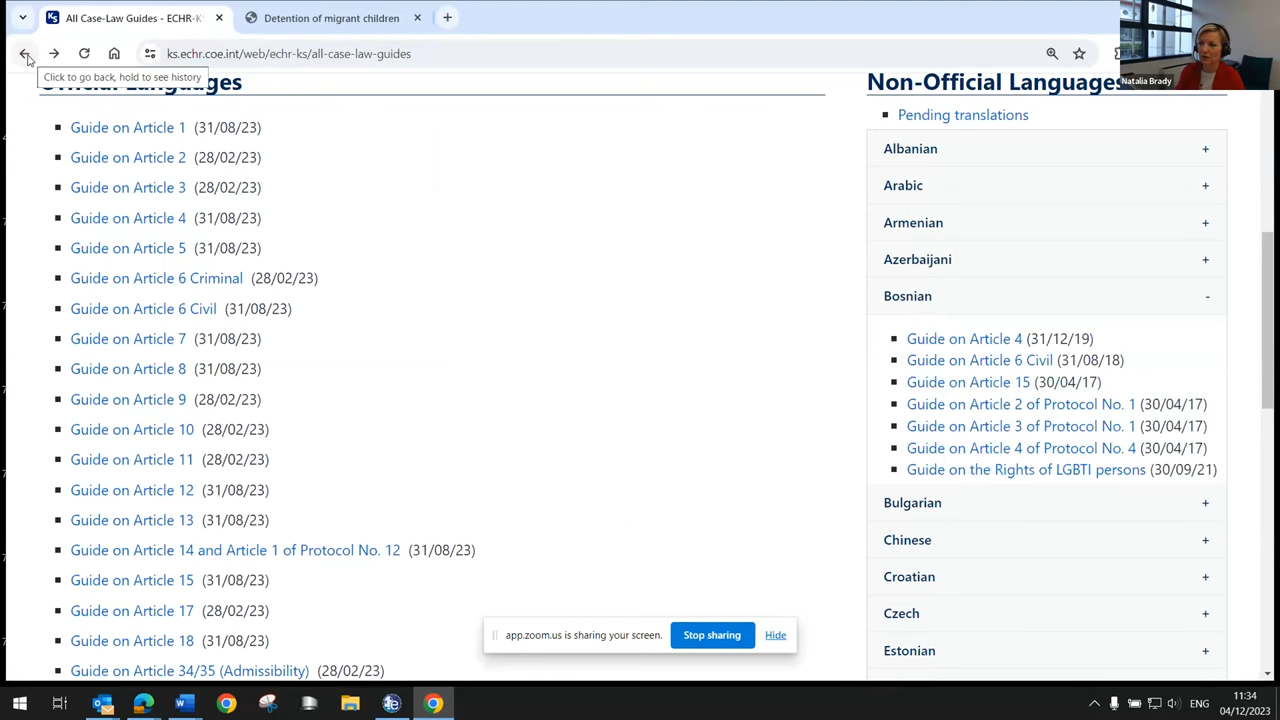 All Case-Law Guides - ECHR-KS
Detention of migrant children
ks.echr.coe.int/web/echr-ks/all-case-law-guides
Click to go back, hold to see history
Natalia Brady
Official Languages
Guide on Article 1 (31/08/23)
Guide on Article 2 (28/02/23)
Guide on Article 3 (28/02/23)
Guide on Article 4 (31/08/23)
Guide on Article 5 (31/08/23)
Guide on Article 6 Criminal (28/02/23)
Guide on Article 6 Civil (31/08/23)
Guide on Article 7 (31/08/23)
Guide on Article 8 (31/08/23)
Guide on Article 9 (28/02/23)
Guide on Article 10 (28/02/23)
Guide on Article 11 (28/02/23)
Guide on Article 12 (31/08/23)
Guide on Article 13 (31/08/23)
Guide on Article 14 and Article 1 of Protocol No. 12 (31/08/23)
Guide on Article 15 (31/08/23)
Guide on Article 17 (28/02/23)
Guide on Article 18 (31/08/23)
Guide on Article 34/35 (Admissibility) (28/02/23)
Non-Official Languages
Pending translations
Albanian +
Arabic +
Armenian +
Azerbaijani +
Bosnian -
Guide on Article 4 (31/12/19)
Guide on Article 6 Civil (31/08/18)
Guide on Article 15 (30/04/17)
Guide on Article 2 of Protocol No. 1 (30/04/17)
Guide on Article 3 of Protocol No. 1 (30/04/17)
Guide on Article 4 of Protocol No. 4 (30/04/17)
Guide on the Rights of LGBTI persons (30/09/21)
Bulgarian +
Chinese +
Croatian +
Czech +
Estonian +
app.zoom.us is sharing your screen. Stop sharing Hide
ENG
11:34
04/12/2023